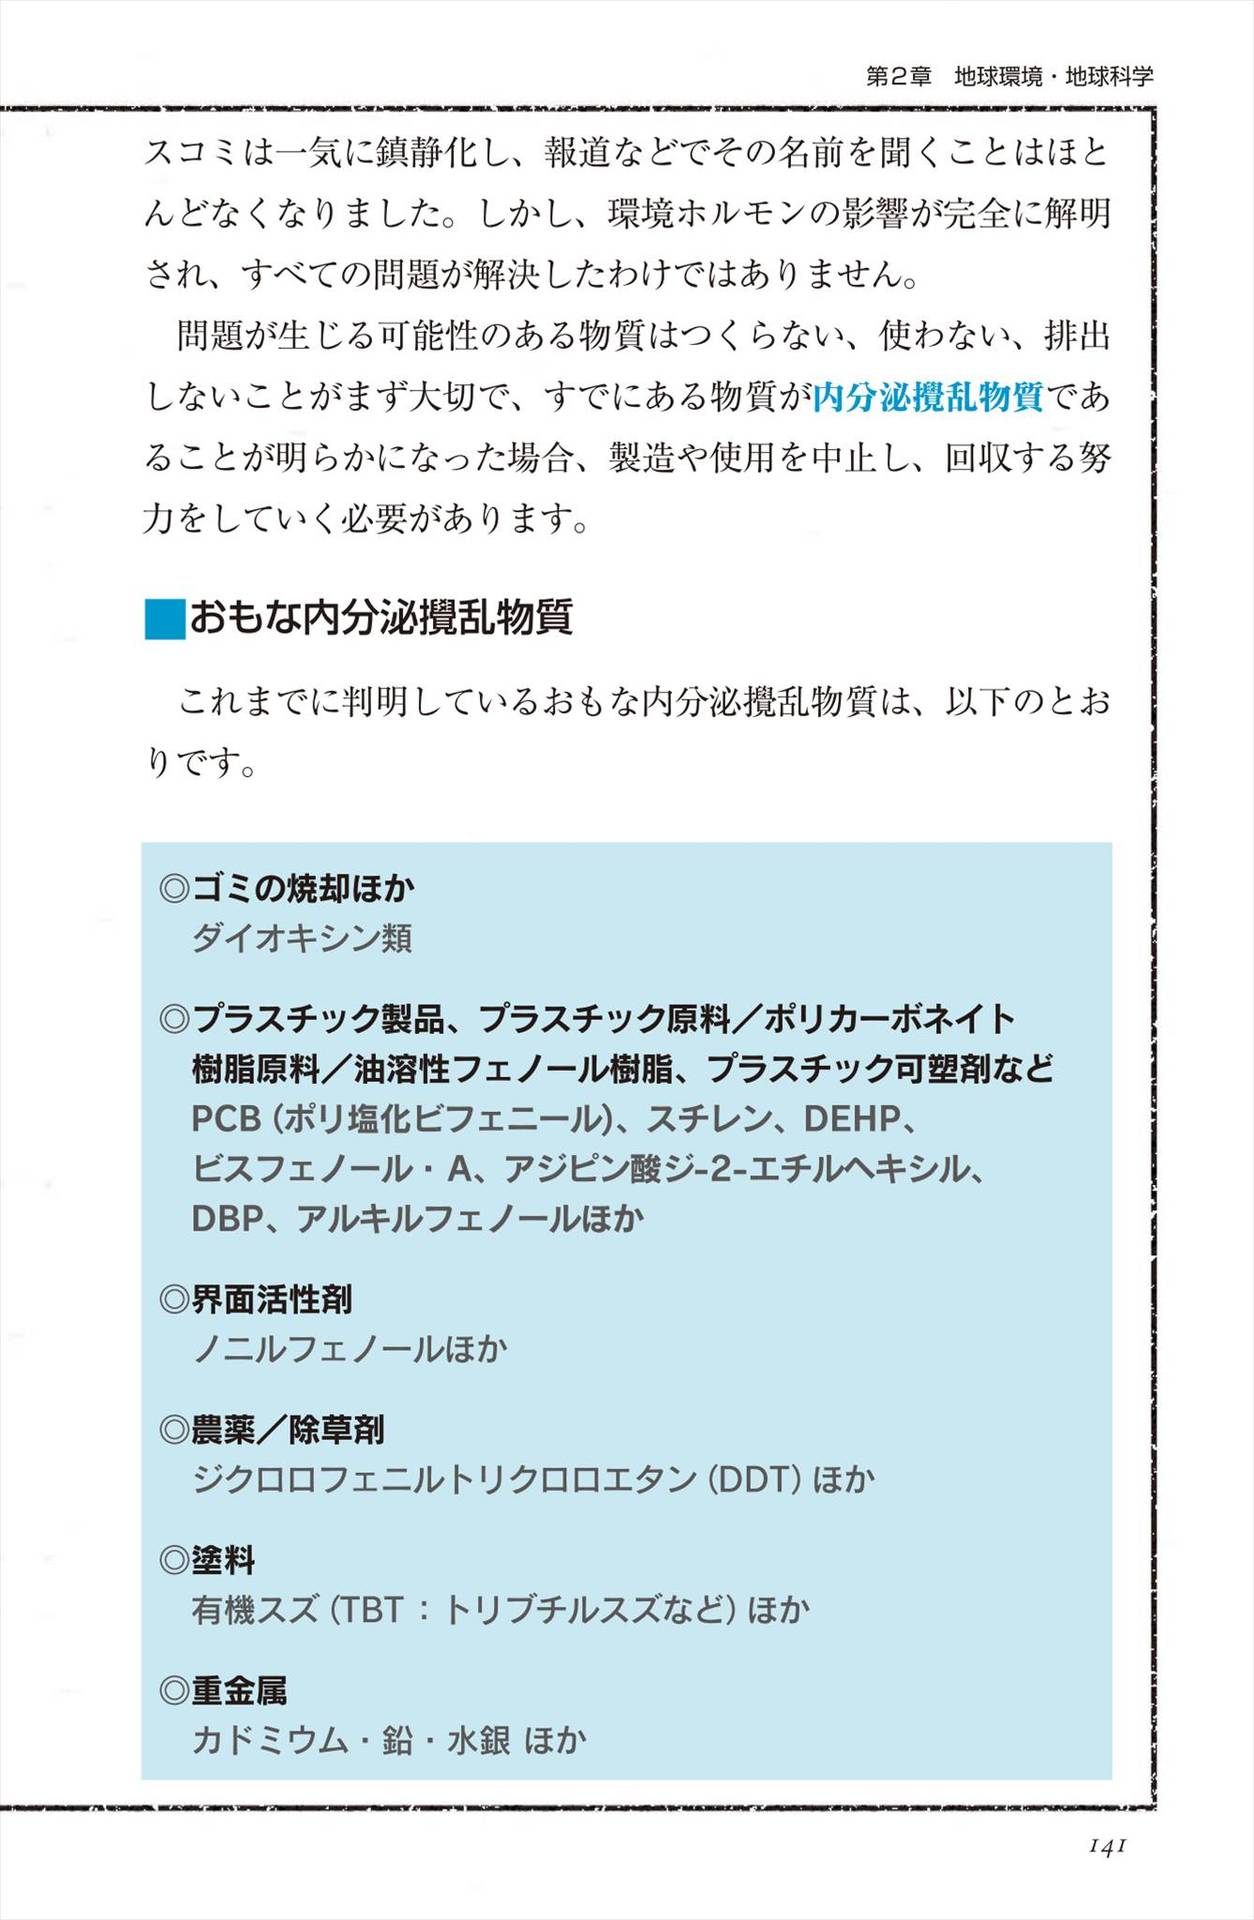 第2章　地球環境・地球科学
スコミは一気に鎮静化し、報道などでその名前を聞くことはほと
んどなくなりました。しかし、環境ホルモンの影響が完全に解明
され、すべての問題が解決したわけではありません。
　問題が生じる可能性のある物質はつくらない、使わない、排出
しないことがまず大切で、すでにある物質が内分泌攪乱物質であ
ることが明らかになった場合、製造や使用を中止し、回収する努
力をしていく必要があります。
■おもな内分泌攪乱物質
　これまでに判明しているおもな内分泌攪乱物質は、以下のとお
りです。
◎ゴミの焼却ほか
ダイオキシン類
◎プラスチック製品、プラスチック原料／ポリカーボネイト
樹脂原料／油溶性フェノール樹脂、プラスチック可塑剤など
PCB（ポリ塩化ビフェニール）、スチレン、DEHP、
ビスフェノール・A、アジピン酸ジ-2-エチルヘキシル、
DBP、アルキルフェノールほか
◎界面活性剤
ノニルフェノールほか
◎農薬／除草剤
ジクロロフェニルトリクロロエタン（DDT）ほか
◎塗料
有機スズ（TBT：トリブチルスズなど）ほか
◎重金属
カドミウム・鉛・水銀 ほか
141